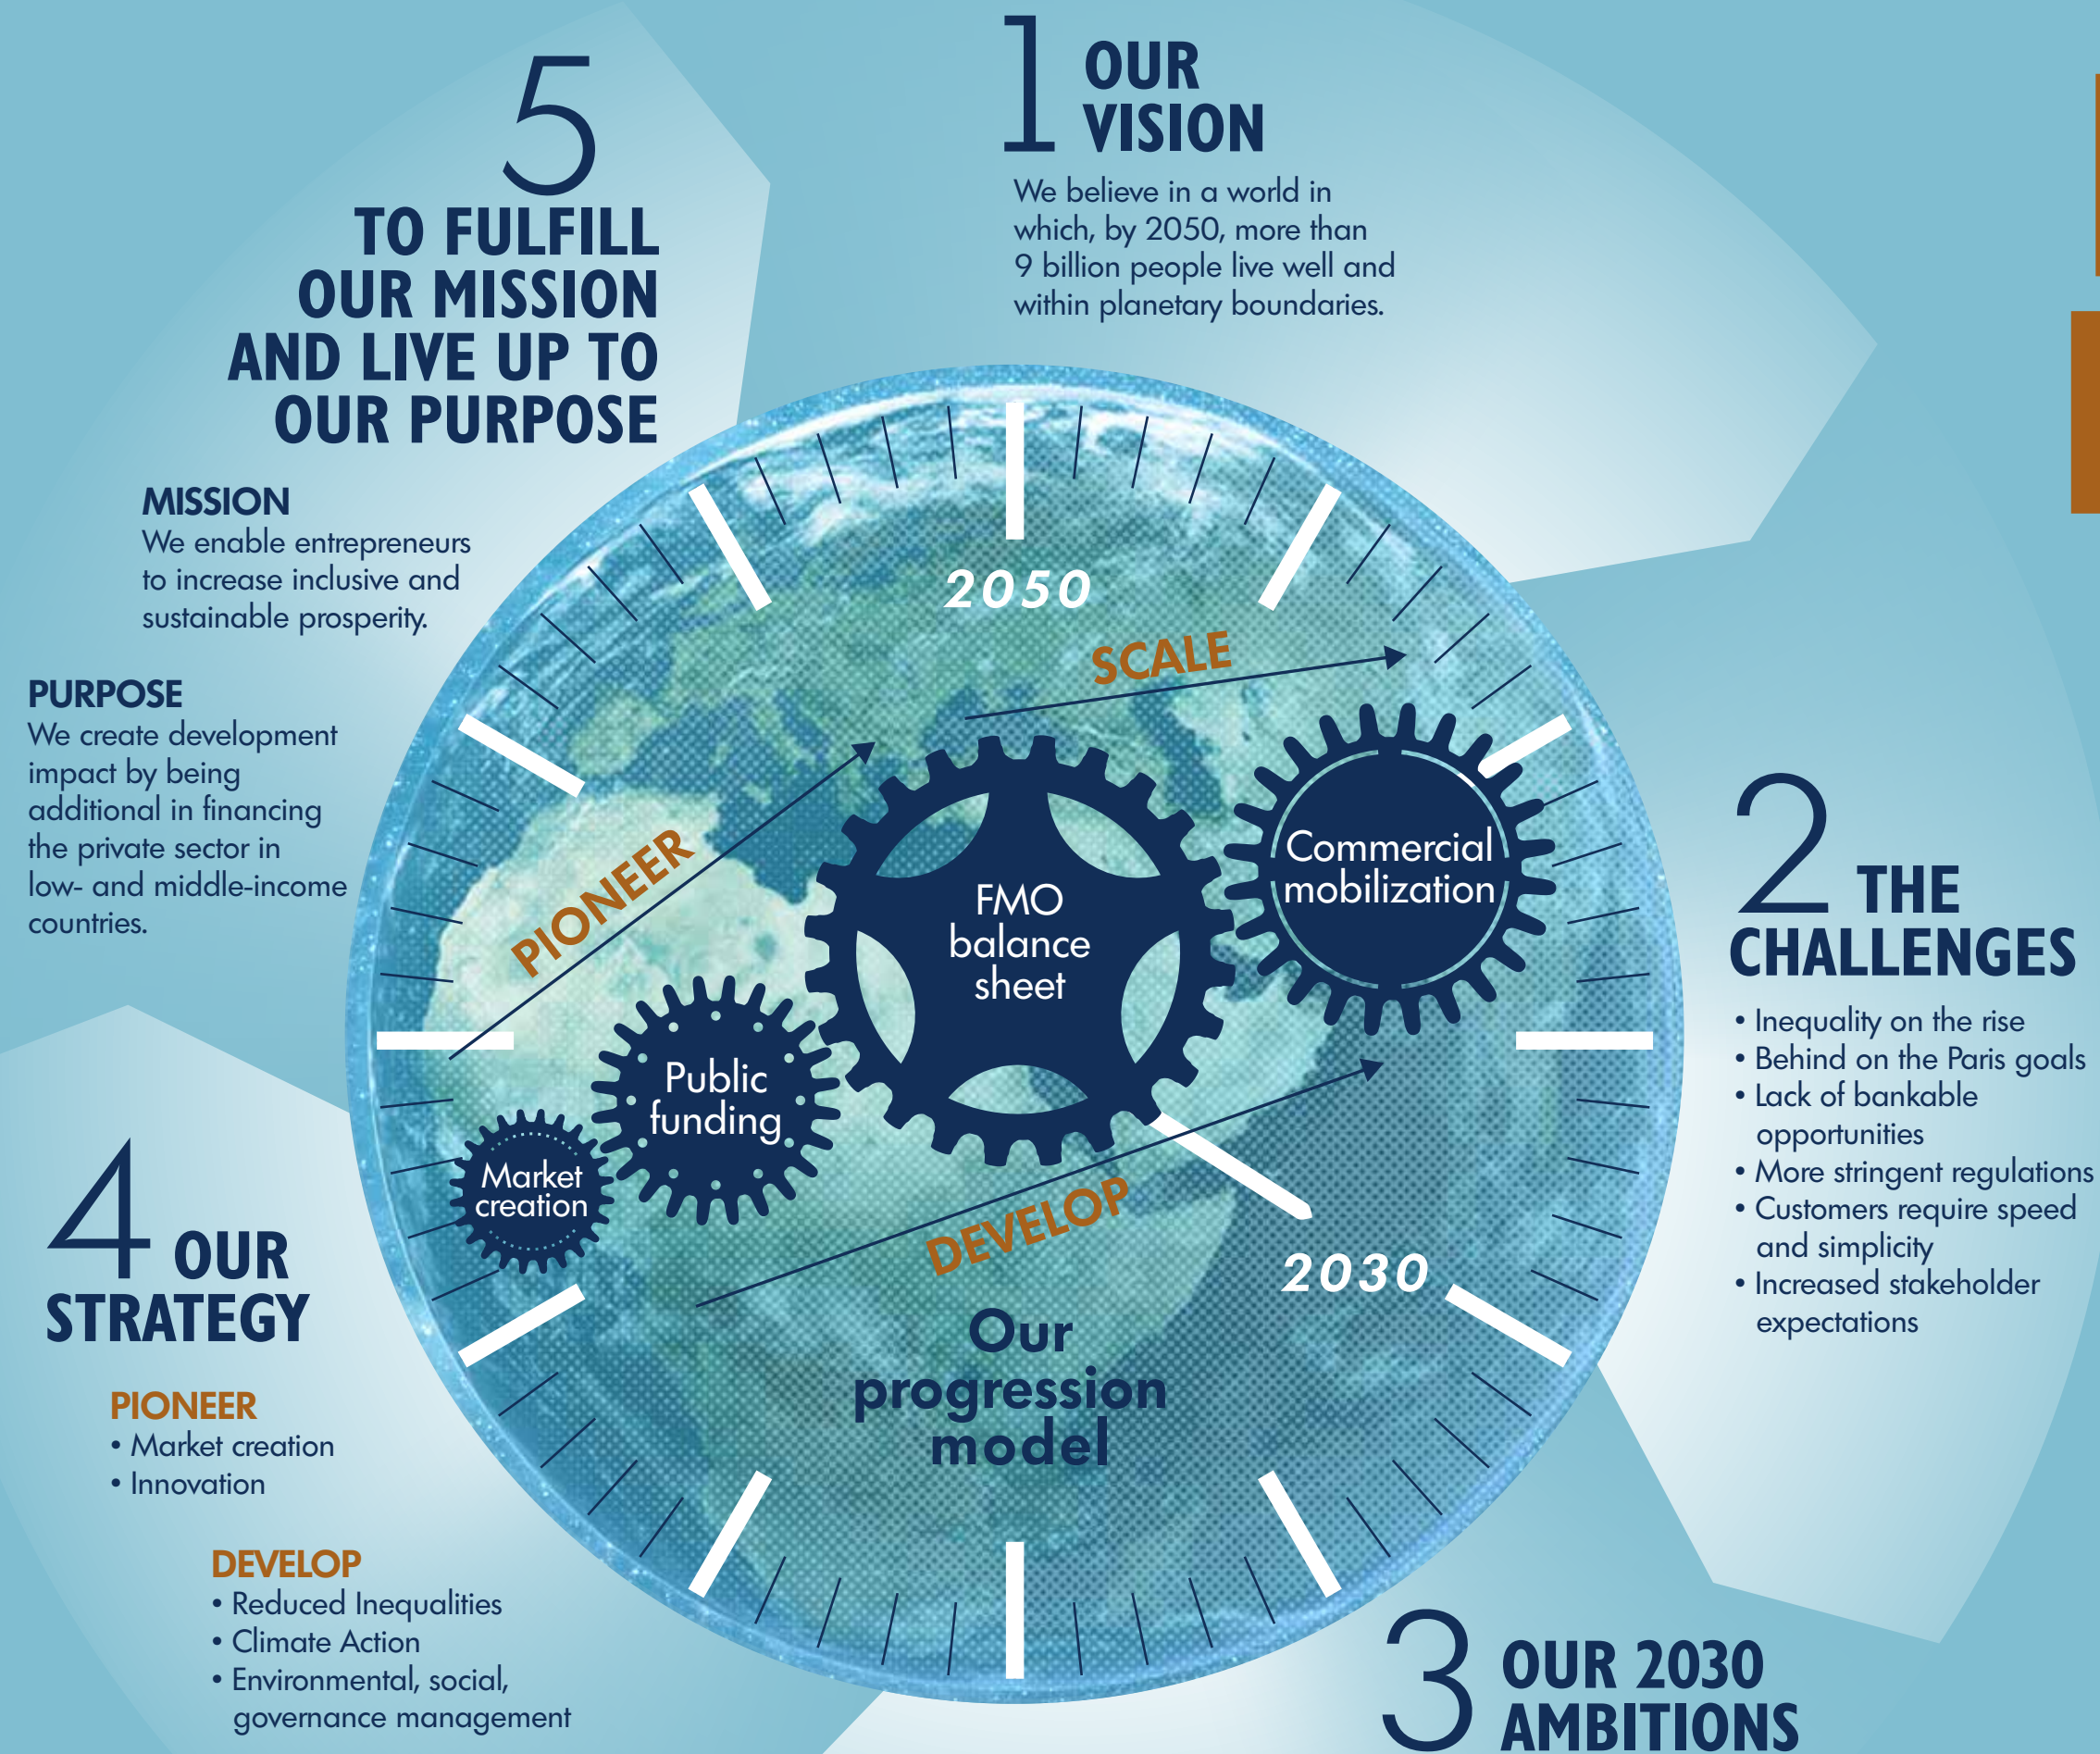 1 OUR
VISION
We believe in a world in
which, by 2050, more than
9 billion people live well and
within planetary boundaries.
2 THE
CHALLENGES
• Inequality on the rise
• Behind on the Paris goals
• Lack of bankable
opportunities
• More stringent regulations
• Customers require speed
and simplicity
• Increased stakeholder
expectations
3 OUR 2030
AMBITIONS
4 OUR
STRATEGY
PIONEER
• Market creation
• Innovation
DEVELOP
• Reduced Inequalities
• Climate Action
• Environmental, social,
governance management
5
TO FULFILL
OUR MISSION
AND LIVE UP TO
OUR PURPOSE
MISSION
We enable entrepreneurs
to increase inclusive and
sustainable prosperity.
PURPOSE
We create development
impact by being
additional in financing
the private sector in
low- and middle-income
countries.
2050
SCALE
PIONEER
Commercial
mobilization
FMO
balance
sheet
Public
funding
Market
creation
DEVELOP
2030
Our
progression
model